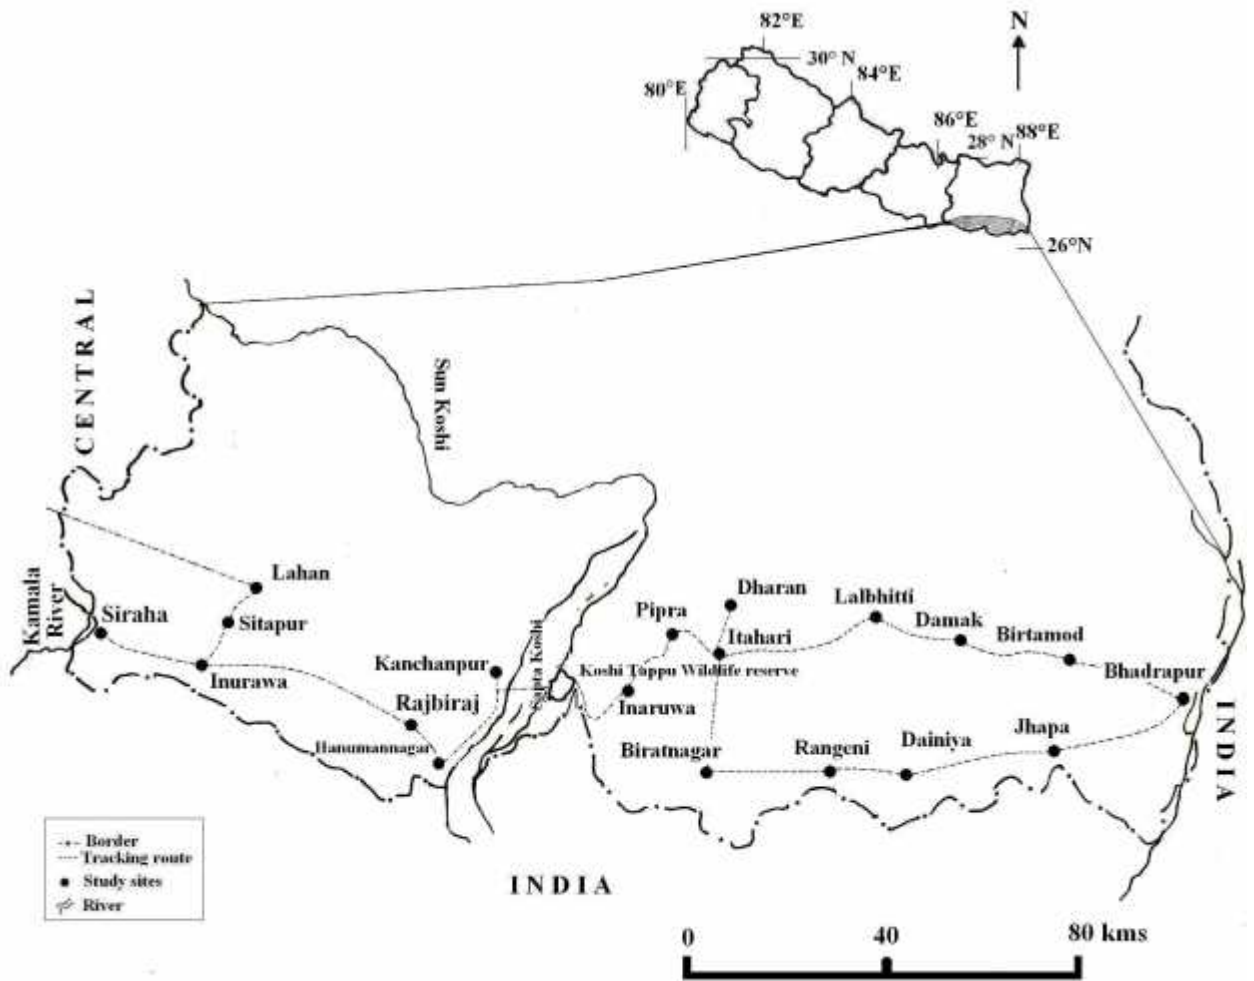 N
82°E
30° N
84°E
80°E
86°E
28° N
88°E
26°N
CENTRAL
Sun Koshi
Kamala River
Lahan
Siraha
Sitapur
Inurawa
Kanchanpur
Rajbiraj
Hanumannagar
Sapta Koshi
Pipra
Dharan
Itahari
Koshi Tappu Wildlife reserve
Inaruwa
Lalbhitti
Damak
Birtamod
Bhadrapur
Biratnagar
Rangeni
Dainiya
Jhapa
INDIA
INDIA
Border
Tracking route
Study sites
River
0 40 80 kms